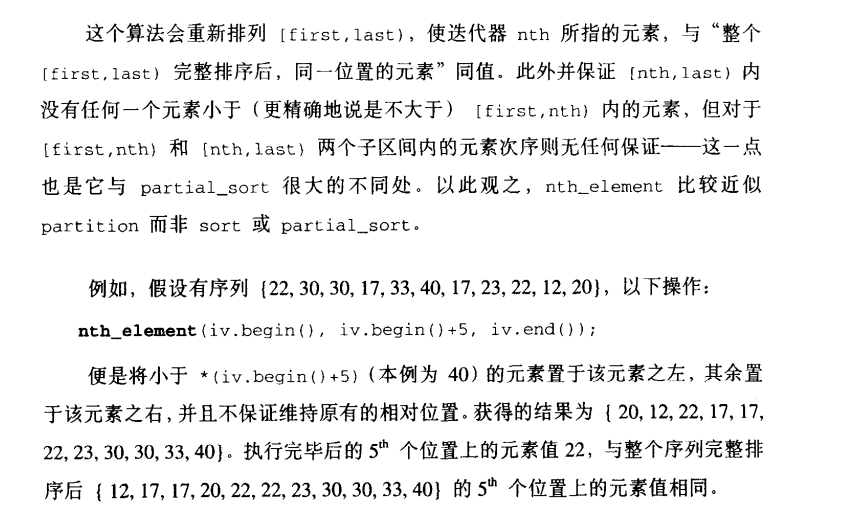 这个算法会重新排列 [first,last)，使迭代器 nth 所指的元素，与“整个
[first,last) 完整排序后，同一位置的元素”同值。此外并保证 [nth,last) 内
没有任何一个元素小于（更精确地说是不大于） [first,nth) 内的元素，但对于
[first,nth) 和 [nth,last) 两个子区间内的元素次序则无任何保证——这一点
也是它与 partial_sort 很大的不同处。以此观之，nth_element 比较近似
partition 而非 sort 或 partial_sort。
例如，假设有序列 {22, 30, 30, 17, 33, 40, 17, 23, 22, 12, 20}，以下操作：
nth_element(iv.begin(), iv.begin()+5, iv.end());
便是将小于 *(iv.begin()+5)（本例为 40）的元素置于该元素之左，其余置
于该元素之右，并且不保证维持原有的相对位置。获得的结果为 { 20, 12, 22, 17, 17,
22, 23, 30, 30, 33, 40}。执行完毕后的 5th 个位置上的元素值 22，与整个序列完整排
序后 { 12, 17, 17, 20, 22, 22, 23, 30, 30, 33, 40} 的 5th 个位置上的元素值相同。